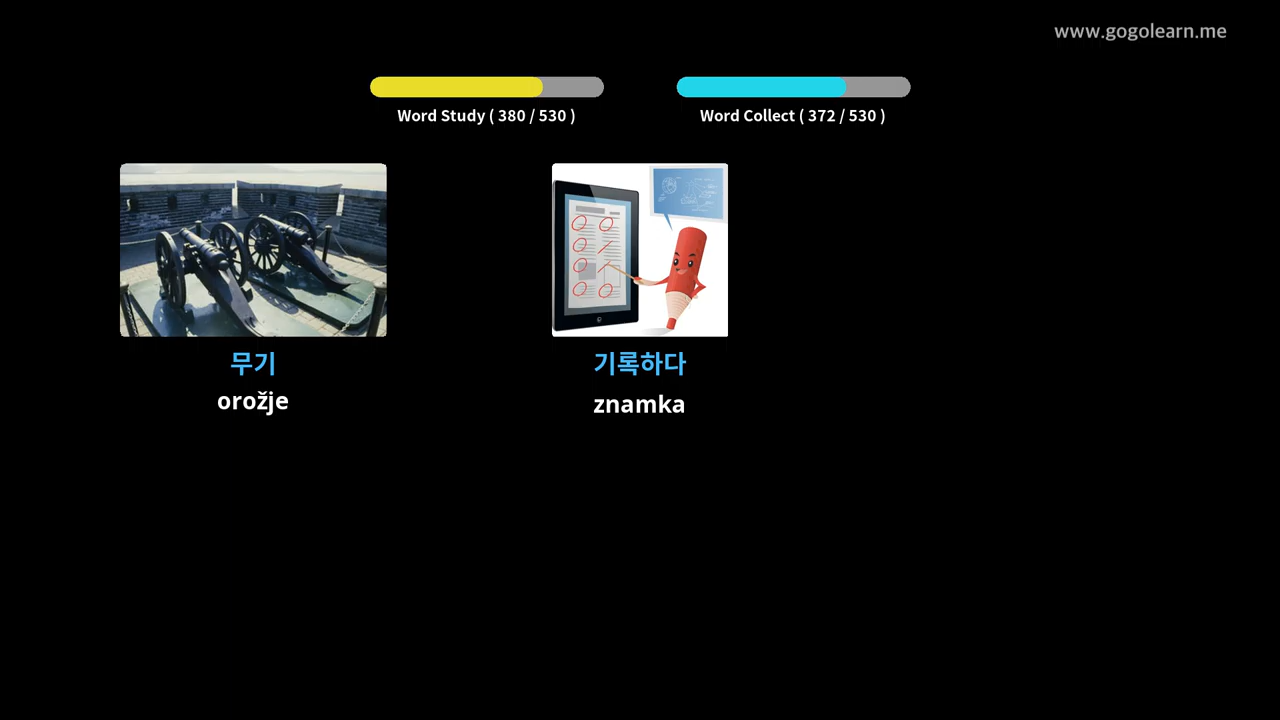 www.gogolearn.me
Word Study ( 380 / 530 )
Word Collect ( 372 / 530 )
무기
orožje
기록하다
znamka